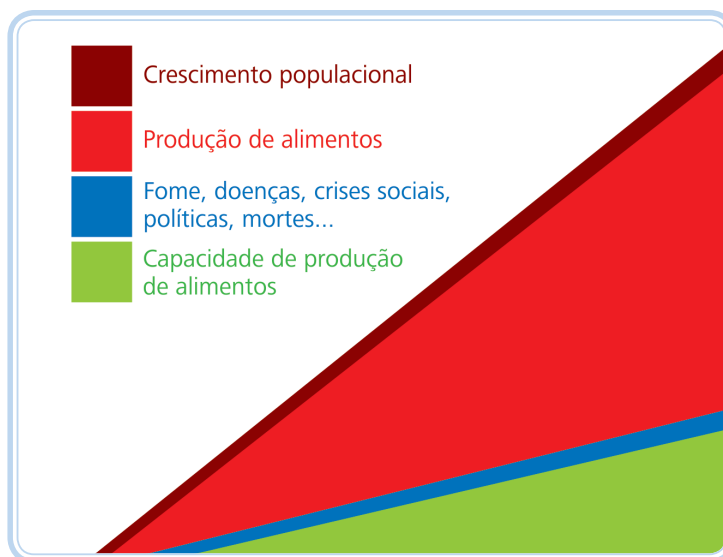 Crescimento populacional
Produção de alimentos
Fome, doenças, crises sociais,
políticas, mortes...
Capacidade de produção
de alimentos